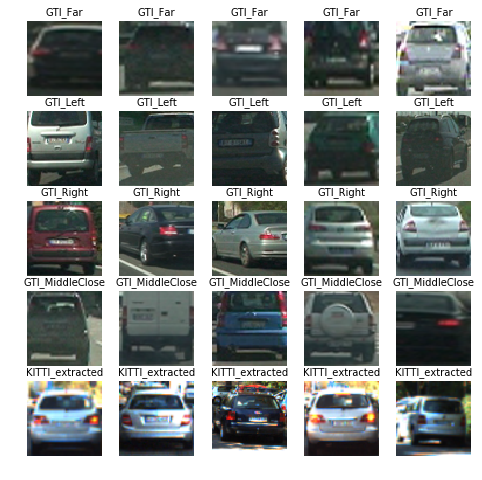 GTI_Far GTI_Far GTI_Far GTI_Far GTI_Far
GTI_Left GTI_Left GTI_Left GTI_Left GTI_Left
GTI_Right GTI_Right GTI_Right GTI_Right GTI_Right
GTI_MiddleClose GTI_MiddleClose GTI_MiddleClose GTI_MiddleClose GTI_MiddleClose
KITTI_extracted KITTI_extracted KITTI_extracted KITTI_extracted KITTI_extracted